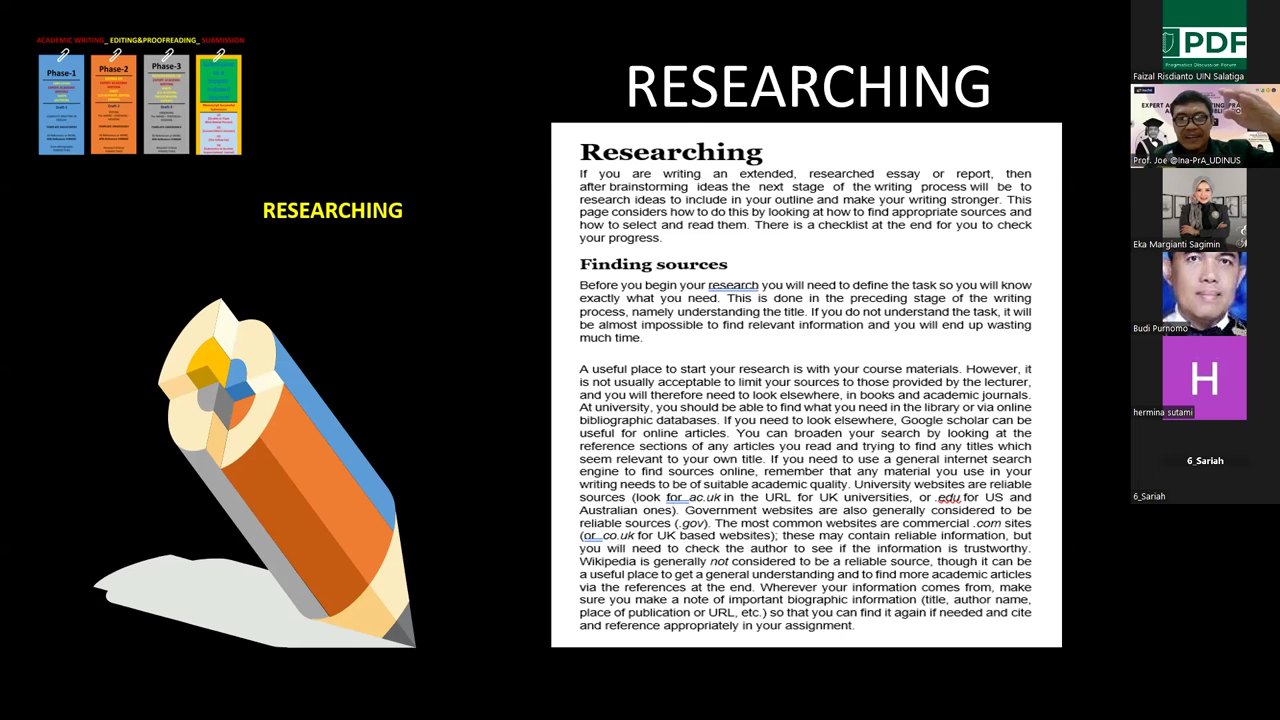 ACADEMIC WRITING_ EDITING&PROOFREADING_ SUBMISSION
Phase-1
Phase-2
Phase-3
RESEARCHING
RESEARCHING
Researching
If you are writing an extended, researched essay or report, then
after brainstorming ideas the next stage of the writing process will be to
research ideas to include in your outline and make your writing stronger. This
page considers how to do this by looking at how to find appropriate sources and
how to select and read them. There is a checklist at the end for you to check
your progress.
Finding sources
Before you begin your research you will need to define the task so you will know
exactly what you need. This is done in the preceding stage of the writing
process, namely understanding the title. If you do not understand the task, it will
be almost impossible to find relevant information and you will end up wasting
much time.
A useful place to start your research is with your course materials. However, it
is not usually acceptable to limit your sources to those provided by the lecturer,
and you will therefore need to look elsewhere, in books and academic journals.
At university, you should be able to find what you need in the library or via online
bibliographic databases. If you need to look elsewhere, Google scholar can be
useful for online articles. You can broaden your search by looking at the
reference sections of any articles you read and trying to find any titles which
seem relevant to your own title. If you need to use a general internet search
engine to find sources online, remember that any material you use in your
writing needs to be of suitable academic quality. University websites are reliable
sources (look for ac.uk in the URL for UK universities, or .edu for US and
Australian ones). Government websites are also generally considered to be
reliable sources (.gov). The most common websites are commercial .com sites
(or co.uk for UK based websites); these may contain reliable information, but
you will need to check the author to see if the information is trustworthy.
Wikipedia is generally not considered to be a reliable source, though it can be
a useful place to get a general understanding and to find more academic articles
via the references at the end. Wherever your information comes from, make
sure you make a note of important biographic information (title, author name,
place of publication or URL, etc.) so that you can find it again if needed and cite
and reference appropriately in your assignment.
PDF
Pragmatics Discussion Forum
Faizal Risdianto UIN Salatiga
Prof. Joe @Ina-PrA_UDINUS
Eka Margianti Sagimin
Budi Purnomo
H
hermina sutami
6_Sariah
6_Sariah